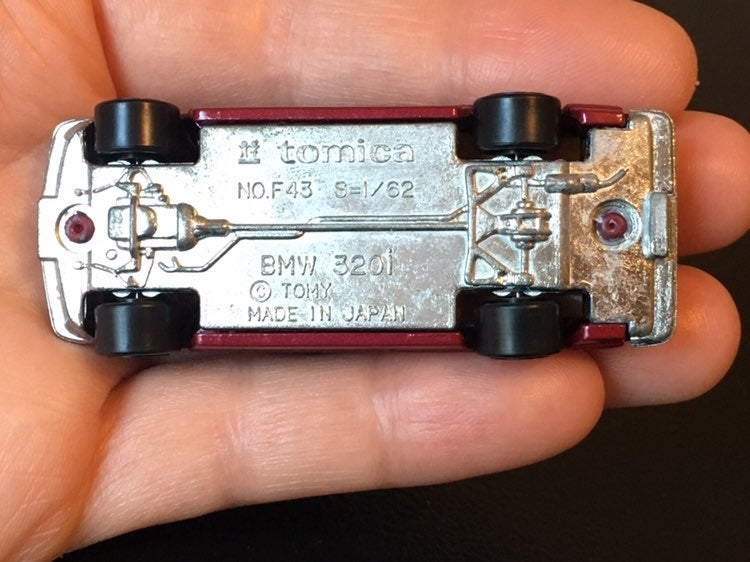 tomica
NO.F43 S=1/62
BMW 320i
© TOMY
MADE IN JAPAN